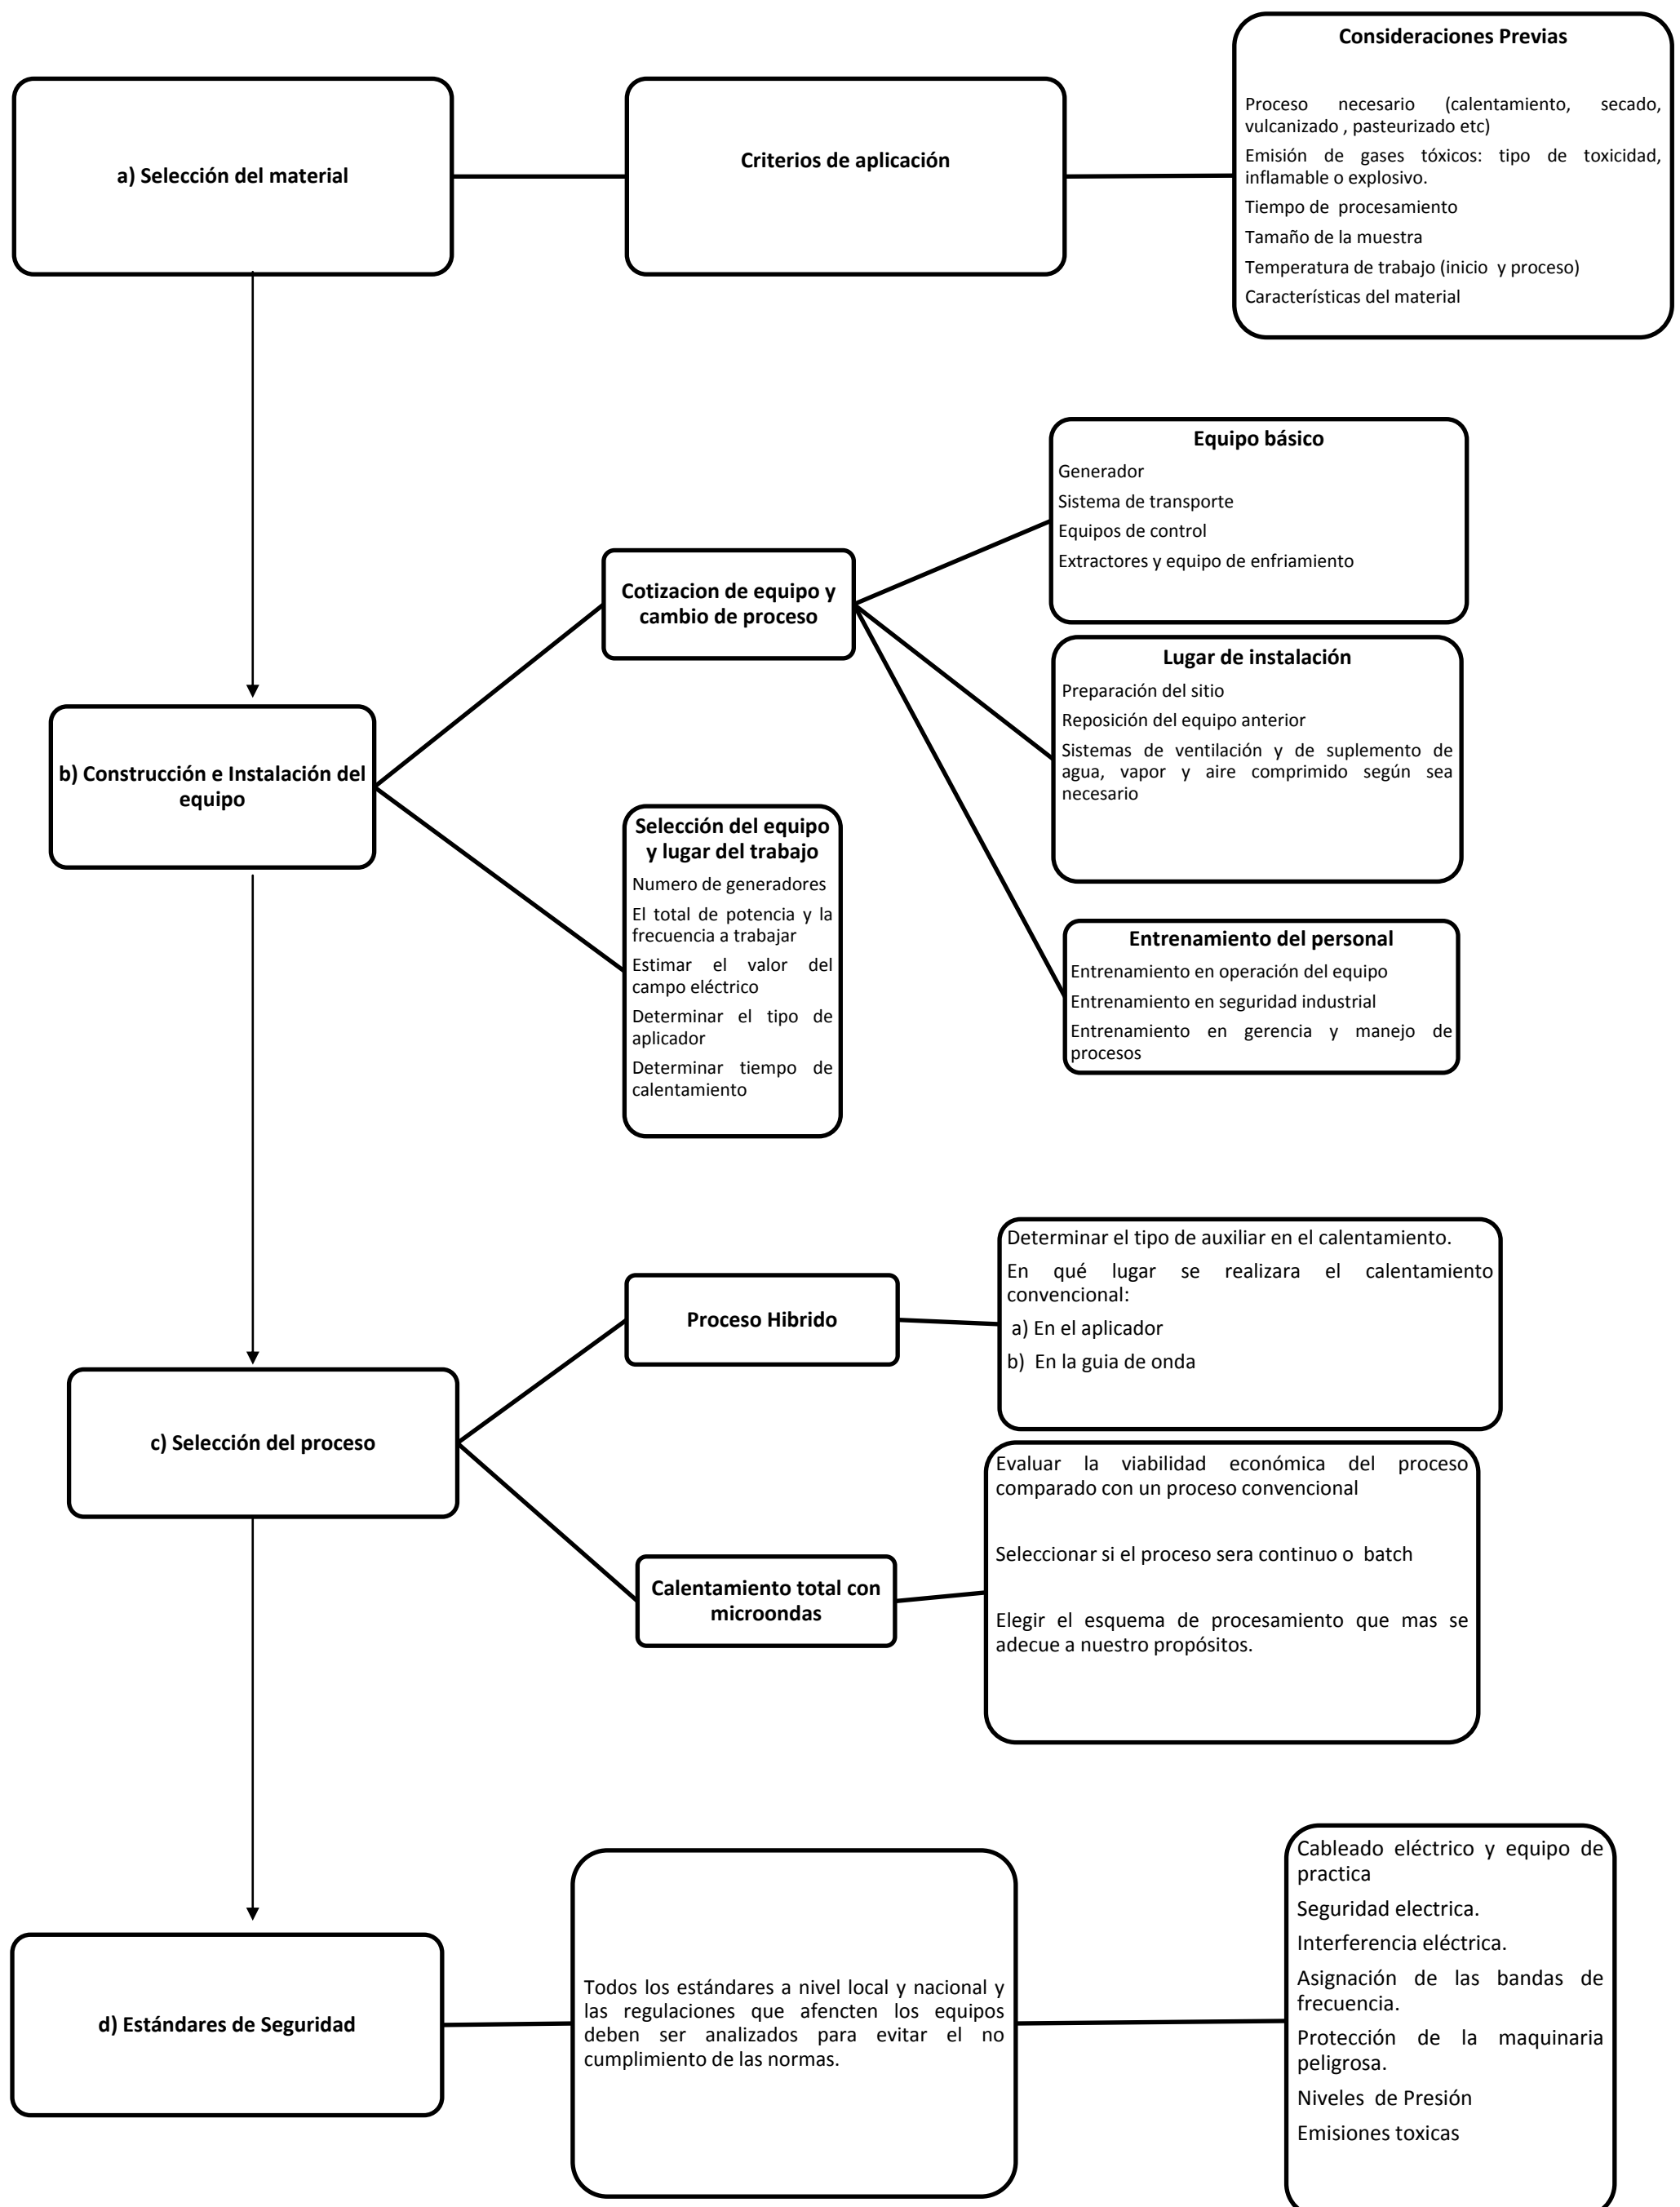 Consideraciones Previas
Proceso necesario (calentamiento, secado,
vulcanizado , pasteurizado etc)
Emisión de gases tóxicos: tipo de toxicidad,
inflamable o explosivo.
Tiempo de procesamiento
Tamaño de la muestra
Temperatura de trabajo (inicio y proceso)
Características del material
Criterios de aplicación
a) Selección del material
Equipo básico
Generador
Sistema de transporte
Equipos de control
Extractores y equipo de enfriamiento
Cotizacion de equipo y
cambio de proceso
Lugar de instalación
Preparación del sitio
Reposición del equipo anterior
Sistemas de ventilación y de suplemento de
agua, vapor y aire comprimido según sea
necesario
b) Construcción e Instalación del
equipo
Selección del equipo
y lugar del trabajo
Numero de generadores
El total de potencia y la
frecuencia a trabajar
Estimar el valor del
campo eléctrico
Determinar el tipo de
aplicador
Determinar tiempo de
calentamiento
Entrenamiento del personal
Entrenamiento en operación del equipo
Entrenamiento en seguridad industrial
Entrenamiento en gerencia y manejo de
procesos
Determinar el tipo de auxiliar en el calentamiento.
En qué lugar se realizara el calentamiento
convencional:
a) En el aplicador
b) En la guia de onda
Proceso Hibrido
c) Selección del proceso
Evaluar la viabilidad económica del proceso
comparado con un proceso convencional
Seleccionar si el proceso sera continuo o batch
Elegir el esquema de procesamiento que mas se
adecue a nuestro propósitos.
Calentamiento total con
microondas
Cableado eléctrico y equipo de
practica
Seguridad electrica.
Interferencia eléctrica.
Asignación de las bandas de
frecuencia.
Protección de la maquinaria
peligrosa.
Niveles de Presión
Emisiones toxicas
Todos los estándares a nivel local y nacional y
las regulaciones que afencten los equipos
deben ser analizados para evitar el no
cumplimiento de las normas.
d) Estándares de Seguridad